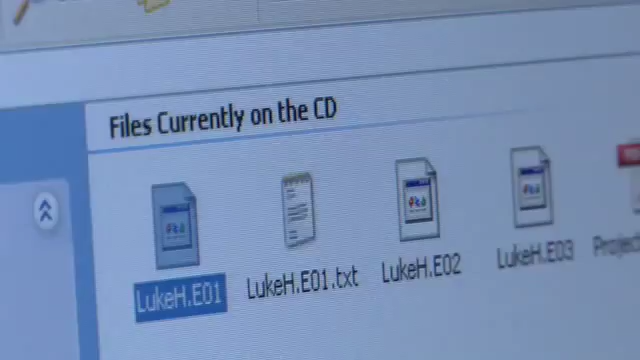 Files Currently on the CD
LukeH.E01
LukeH.E01.txt
LukeH.E02
LukeH.E03
Project